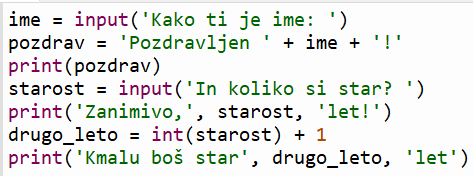 ime = input('Kako ti je ime: ')
pozdrav = 'Pozdravljen ' + ime + '!'
print(pozdrav)
starost = input('In koliko si star? ')
print('Zanimivo,', starost, 'let!')
drugo_leto = int(starost) + 1
print('Kmalu boš star', drugo_leto, 'let')